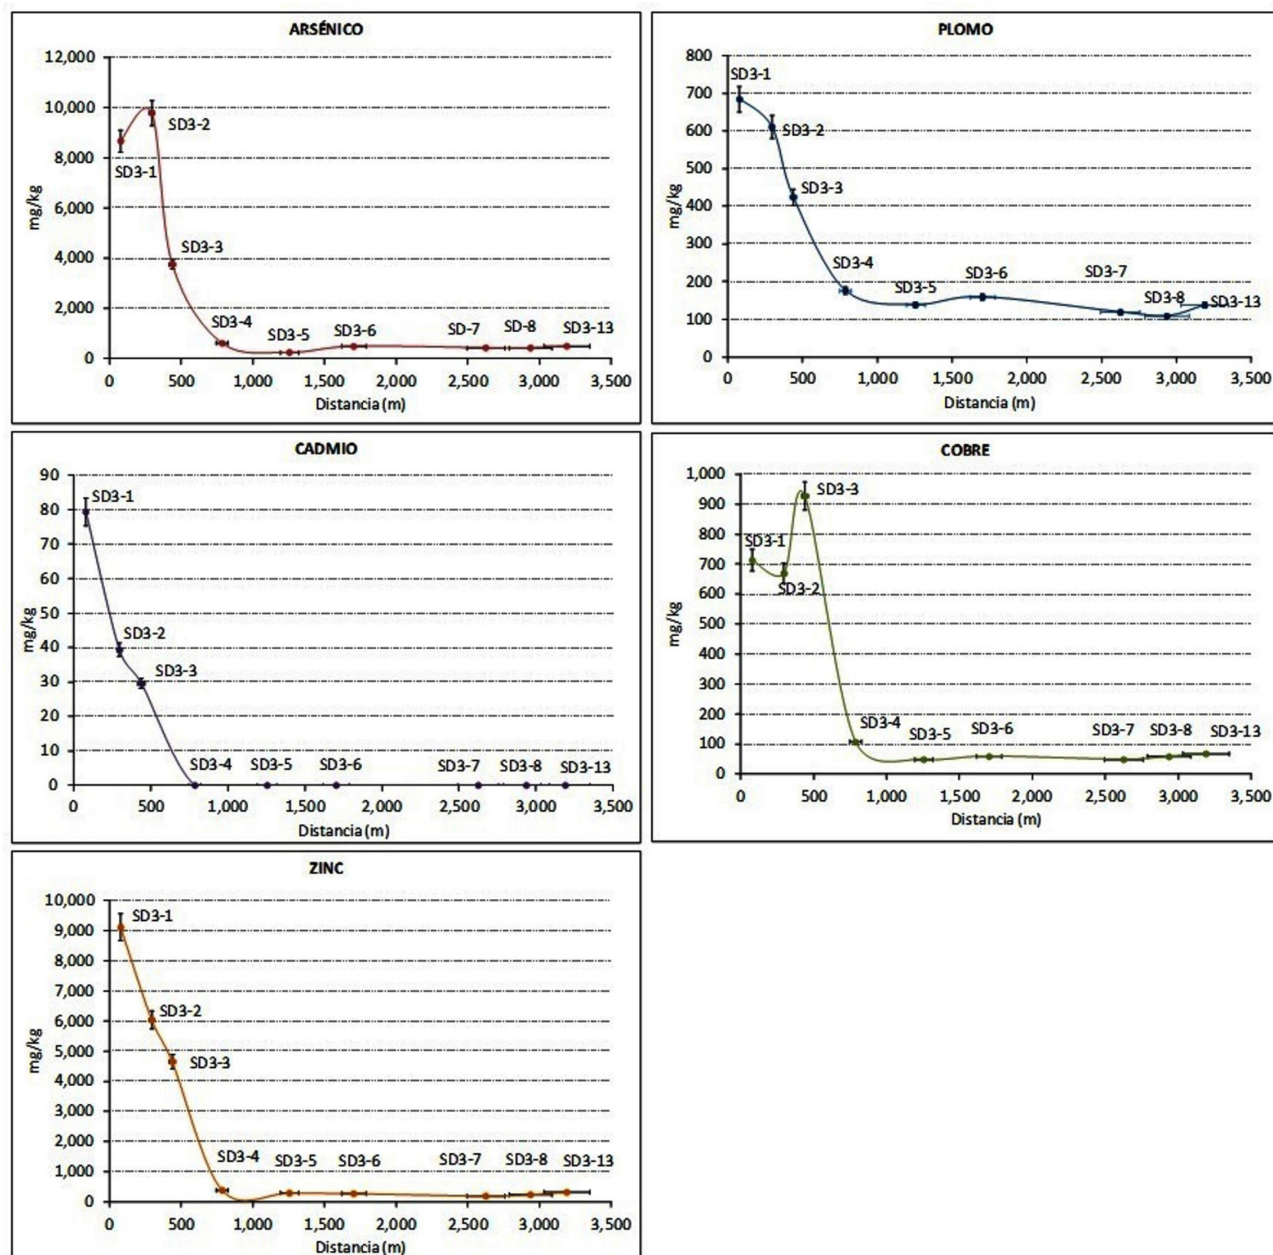 ARSÉNICO
12,000
10,000
8,000
6,000
4,000
2,000
0
mg/kg
SD3-1
SD3-2
SD3-3
SD3-4
SD3-5
SD3-6
SD-7
SD-8
SD3-13
0 500 1,000 1,500 2,000 2,500 3,000 3,500
Distancia (m)
PLOMO
800
700
600
500
400
300
200
100
0
mg/kg
SD3-1
SD3-2
SD3-3
SD3-4
SD3-5
SD3-6
SD3-7
SD3-8
SD3-13
0 500 1,000 1,500 2,000 2,500 3,000 3,500
Distancia (m)
CADMIO
90
80
70
60
50
40
30
20
10
0
mg/kg
SD3-1
SD3-2
SD3-3
SD3-4
SD3-5
SD3-6
SD3-7
SD3-8
SD3-13
0 500 1,000 1,500 2,000 2,500 3,000 3,500
Distancia (m)
COBRE
1,000
900
800
700
600
500
400
300
200
100
0
mg/kg
SD3-1
SD3-2
SD3-3
SD3-4
SD3-5
SD3-6
SD3-7
SD3-8
SD3-13
0 500 1,000 1,500 2,000 2,500 3,000 3,500
Distancia (m)
ZINC
10,000
9,000
8,000
7,000
6,000
5,000
4,000
3,000
2,000
1,000
0
mg/kg
SD3-1
SD3-2
SD3-3
SD3-4
SD3-5
SD3-6
SD3-7
SD3-8
SD3-13
0 500 1,000 1,500 2,000 2,500 3,000 3,500
Distancia (m)